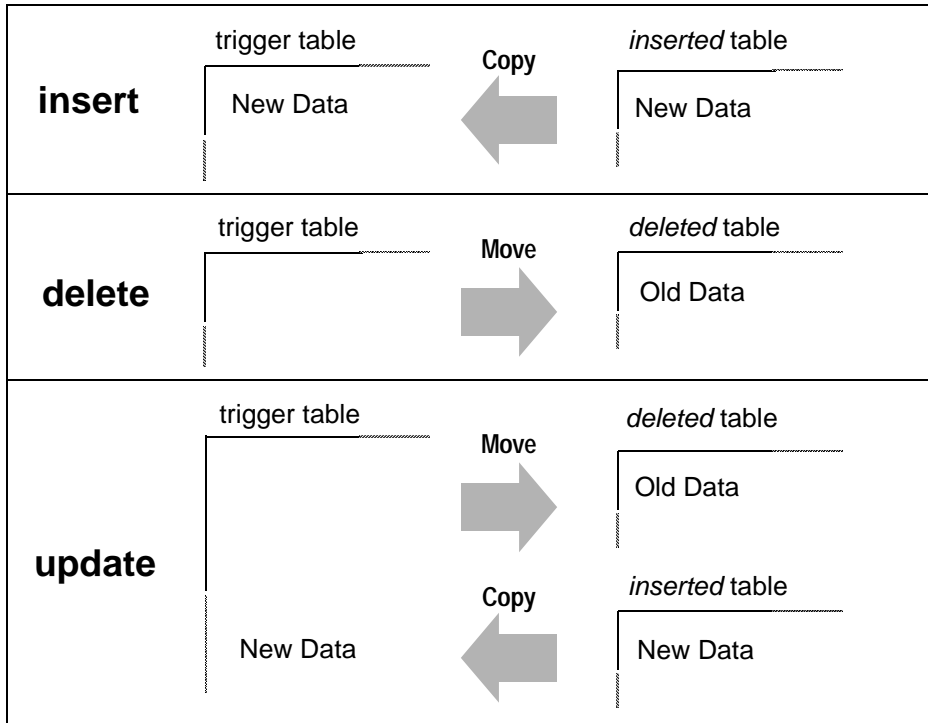 trigger table
Copy
inserted table
insert
New Data
New Data
trigger table
Move
deleted table
delete
Old Data
trigger table
Move
deleted table
Old Data
update
Copy
inserted table
New Data
New Data